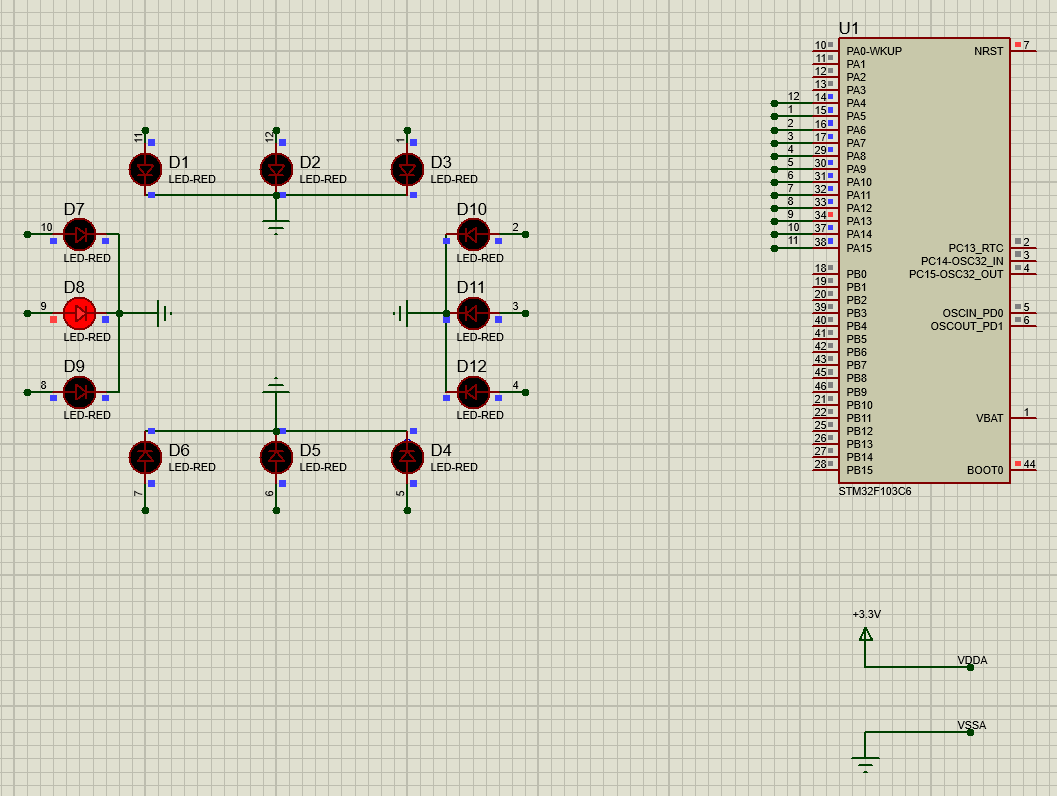 U1
10 PA0-WKUP NRST 7
11 PA1
12 PA2
13 PA3
12 14 PA4
1 15 PA5
2 16 PA6
3 17 PA7
4 29 PA8
5 30 PA9
6 31 PA10
7 32 PA11
8 33 PA12
9 34 PA13
10 37 PA14
11 38 PA15
PC13_RTC 2
PC14-OSC32_IN 3
PC15-OSC32_OUT 4
18 PB0
19 PB1
20 PB2
39 PB3
40 PB4
41 PB5
42 PB6
43 PB7
45 PB8
46 PB9
21 PB10
22 PB11
25 PB12
26 PB13
27 PB14
28 PB15
OSCIN_PD0 5
OSCOUT_PD1 6
VBAT 1
BOOT0 44
STM32F103C6
11
D1
LED-RED
12
D2
LED-RED
1
D3
LED-RED
D7
10
LED-RED
D10
2
LED-RED
D8
9
LED-RED
D11
3
LED-RED
D9
8
LED-RED
D12
4
LED-RED
D6
LED-RED
7
D5
LED-RED
6
D4
LED-RED
5
+3.3V
VDDA
VSSA